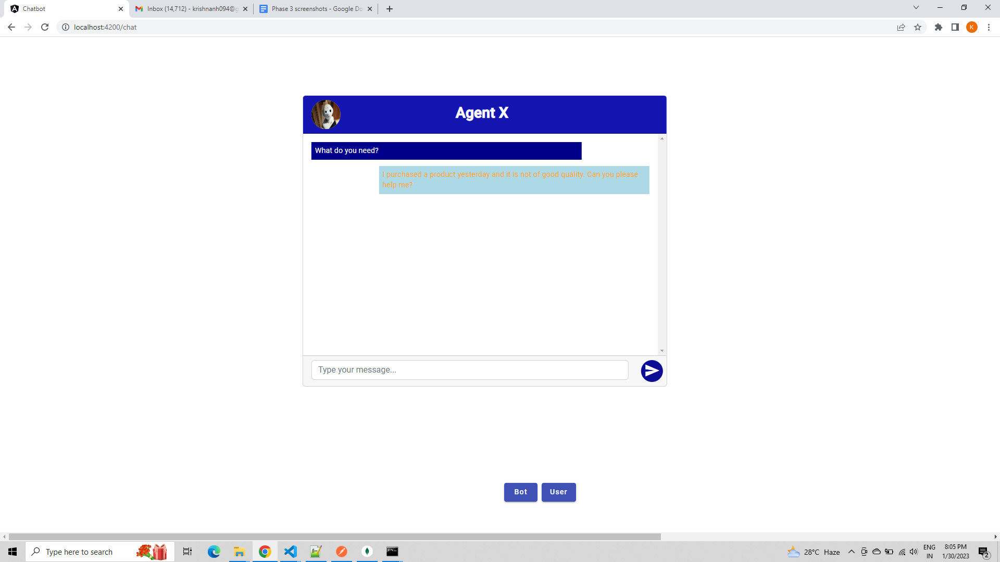 Chatbot
Inbox (14,712) - krishnanh094@g
Phase 3 screenshots - Google Do
localhost:4200/chat
K
Agent X
What do you need?
I purchased a product yesterday and it is not of good quality. Can you please
help me?
Type your message...
Bot
User
Type here to search
28°C Haze
ENG
IN
8:05 PM
1/30/2023
2